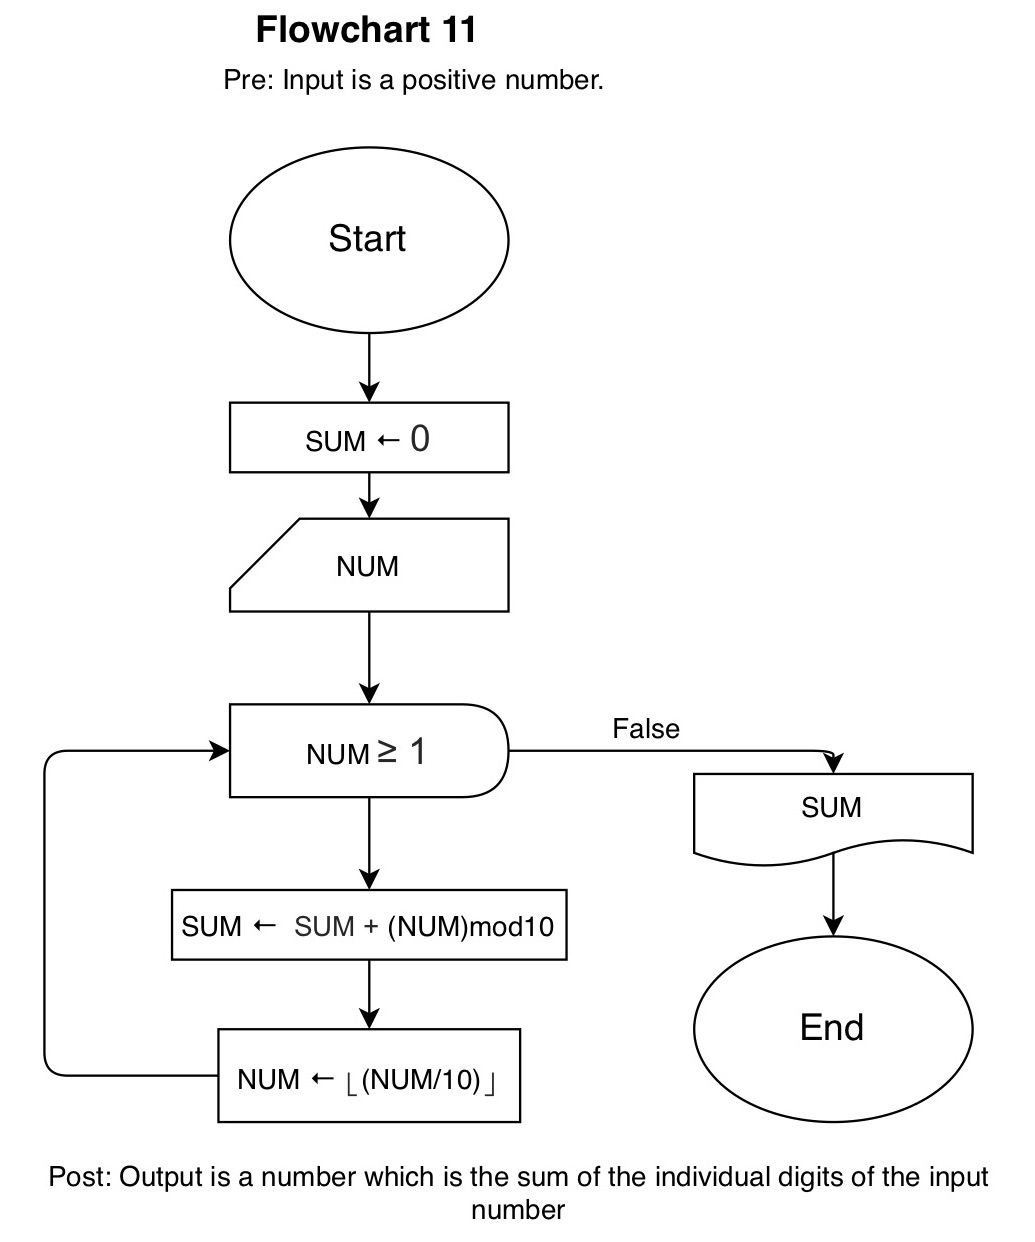 Flowchart 11
Pre: Input is a positive number.
Start
SUM ← 0
NUM
NUM ≥ 1
False
SUM
SUM ← SUM + (NUM)mod10
End
NUM ← ⌊(NUM/10)⌋
Post: Output is a number which is the sum of the individual digits of the input
number